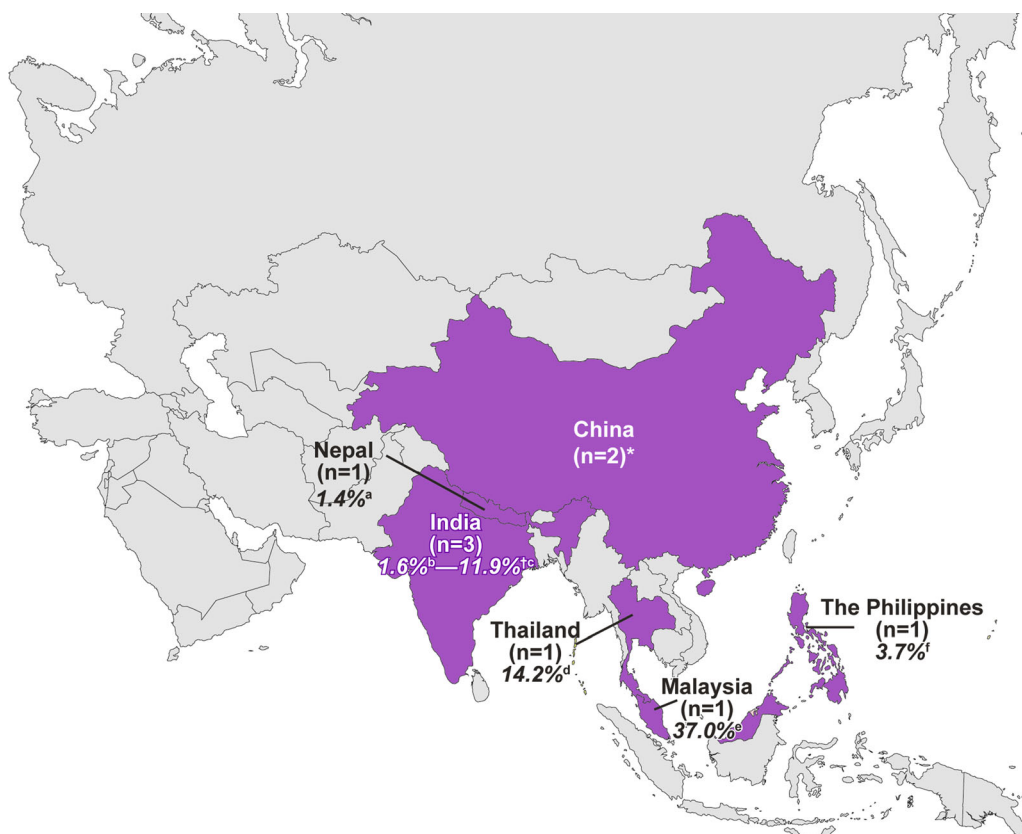 China
(n=2)*
Nepal
(n=1)
1.4%ᵃ
India
(n=3)
1.6%ᵇ—11.9%†ᶜ
The Philippines
(n=1)
3.7%ᶠ
Thailand
(n=1)
14.2%ᵈ
Malaysia
(n=1)
37.0%ᵉ